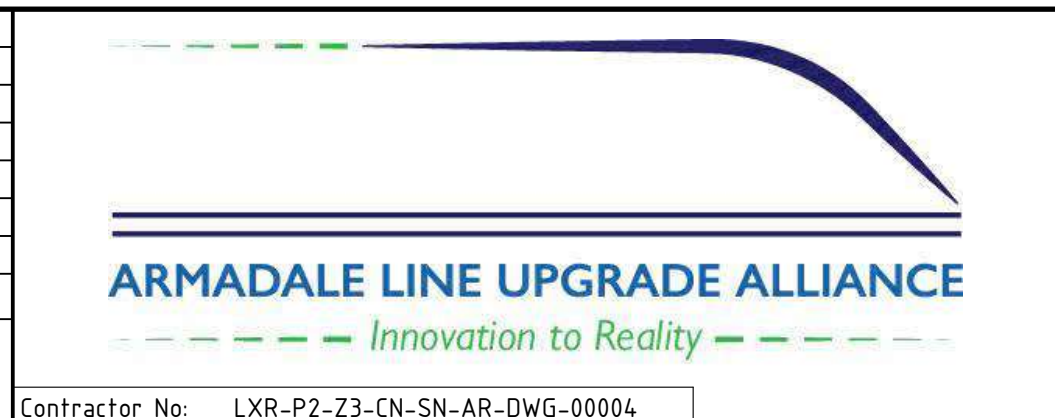 ARMADALE LINE UPGRADE ALLIANCE
Innovation to Reality
Contractor No: LXR-P2-Z3-CN-SN-AR-DWG-00004